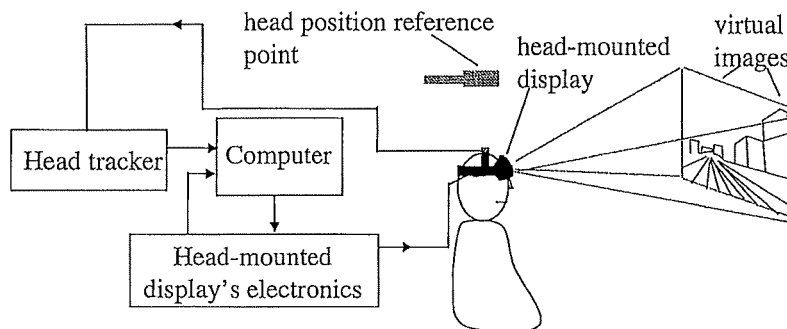 head position reference
point
head-mounted
display
virtual
images
Head tracker
Computer
Head-mounted
display's electronics